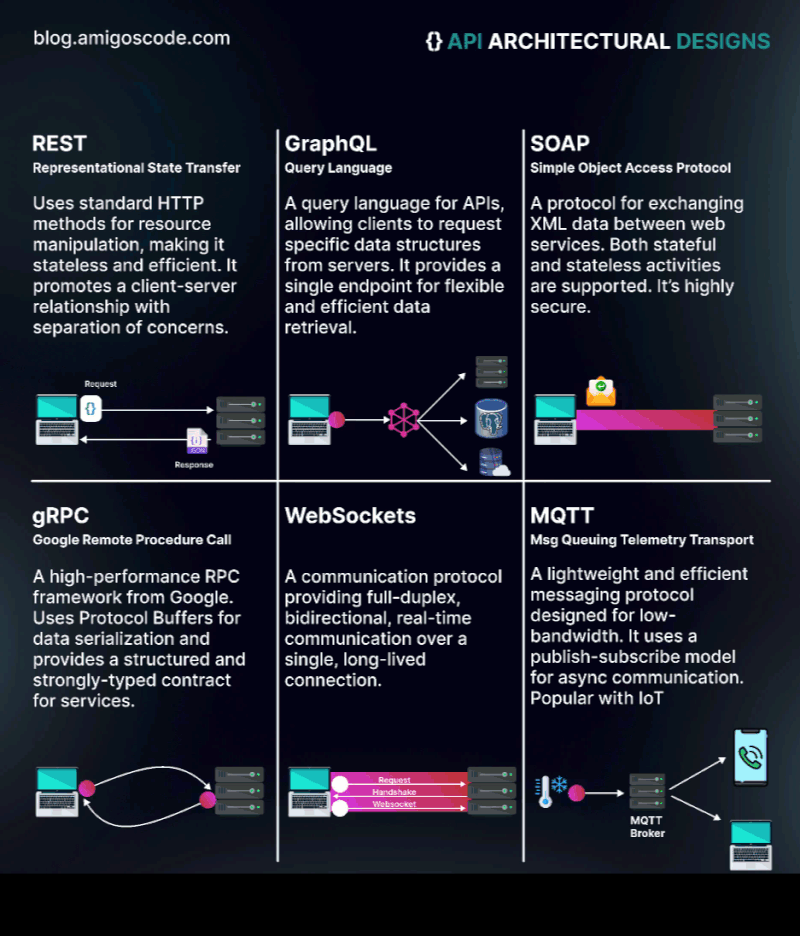 blog.amigoscode.com
{} API ARCHITECTURAL DESIGNS
REST
Representational State Transfer
Uses standard HTTP
methods for resource
manipulation, making it
stateless and efficient. It
promotes a client-server
relationship with
separation of concerns.
Request
{}
{i}
JSON
Response
GraphQL
Query Language
A query language for APIs,
allowing clients to request
specific data structures
from servers. It provides a
single endpoint for flexible
and efficient data
retrieval.
SOAP
Simple Object Access Protocol
A protocol for exchanging
XML data between web
services. Both stateful
and stateless activities
are supported. It's highly
secure.
gRPC
Google Remote Procedure Call
A high-performance RPC
framework from Google.
Uses Protocol Buffers for
data serialization and
provides a structured and
strongly-typed contract
for services.
WebSockets
A communication protocol
providing full-duplex,
bidirectional, real-time
communication over a
single, long-lived
connection.
Request
Handshake
Websocket
MQTT
Msg Queuing Telemetry Transport
A lightweight and efficient
messaging protocol
designed for low-
bandwidth. It uses a
publish-subscribe model
for async communication.
Popular with IoT
MQTT
Broker